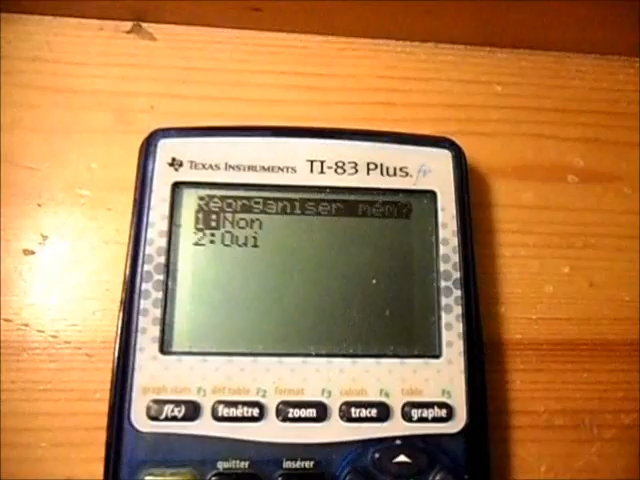 TEXAS INSTRUMENTS TI-83 Plus.fr
Réorganiser mém?
1:Non
2:Oui
graph stats F1 déf table F2 format F3 calculs F4 table F5
f(x) fenêtre zoom trace graphe
quitter insérer